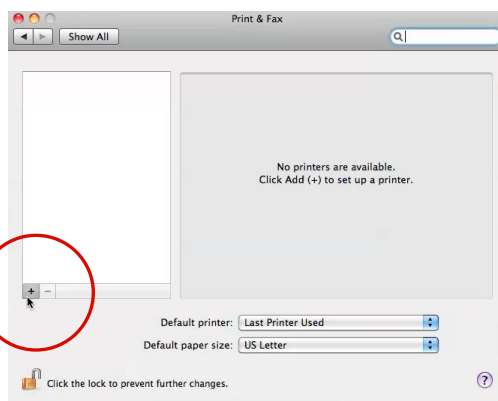 Print & Fax
Show All
No printers are available.
Click Add (+) to set up a printer.
+ −
Default printer: Last Printer Used
Default paper size: US Letter
Click the lock to prevent further changes.
?